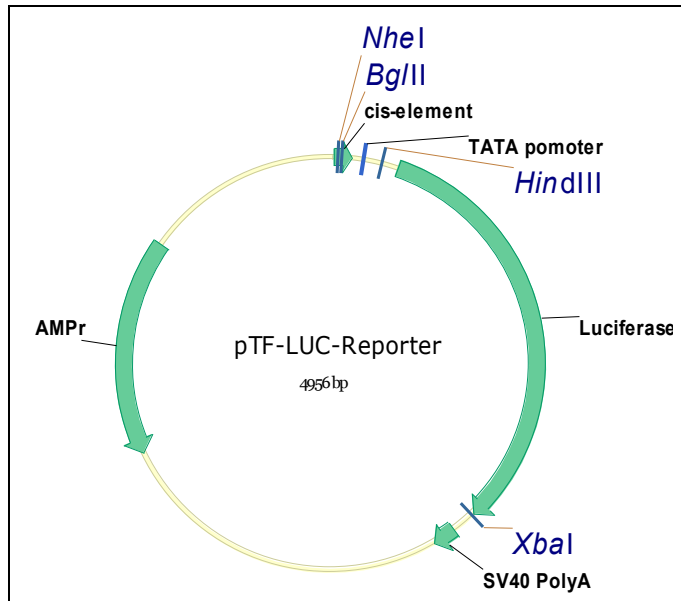 NheI
BglII
cis-element
TATA pomoter
HindIII
AMPr
Luciferase
pTF-LUC-Reporter
4956 bp
XbaI
SV40 PolyA